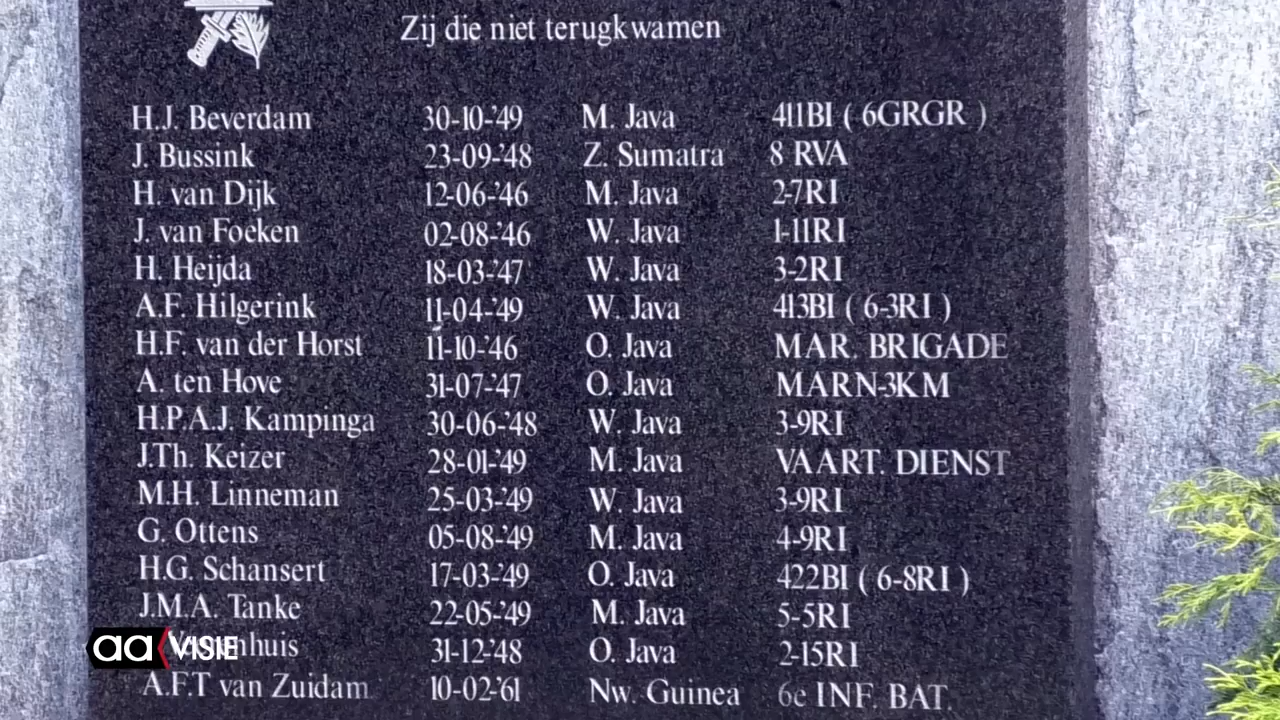 Zij die niet terugkwamen
H.J. Beverdam 30-10-'49 M. Java 411BI ( 6GRGR )
J. Bussink 23-09-'48 Z. Sumatra 8 RVA
H. van Dijk 12-06-'46 M. Java 2-7RI
J. van Foeken 02-08-'46 W. Java 1-11RI
H. Heijda 18-03-'47 W. Java 3-2RI
A.F. Hilgerink 11-04-'49 W. Java 413BI ( 6-3RI )
H.F. van der Horst 11-10-'46 O. Java MAR. BRIGADE
A. ten Hove 31-07-'47 O. Java MARN-3KM
H.P.A.J. Kampinga 30-06-'48 W. Java 3-9RI
J.Th. Keizer 28-01-'49 M. Java VAART. DIENST
M.H. Linneman 25-03-'49 W. Java 3-9RI
G. Ottens 05-08-'49 M. Java 4-9RI
H.G. Schansert 17-03-'49 O. Java 422BI ( 6-8RI )
J.M.A. Tanke 22-05-'49 M. Java 5-5RI
aa VISIE 31-12-'48 O. Java 2-15RI
A.F.T van Zuidam 10-02-'61 Nw. Guinea 6e INF. BAT.